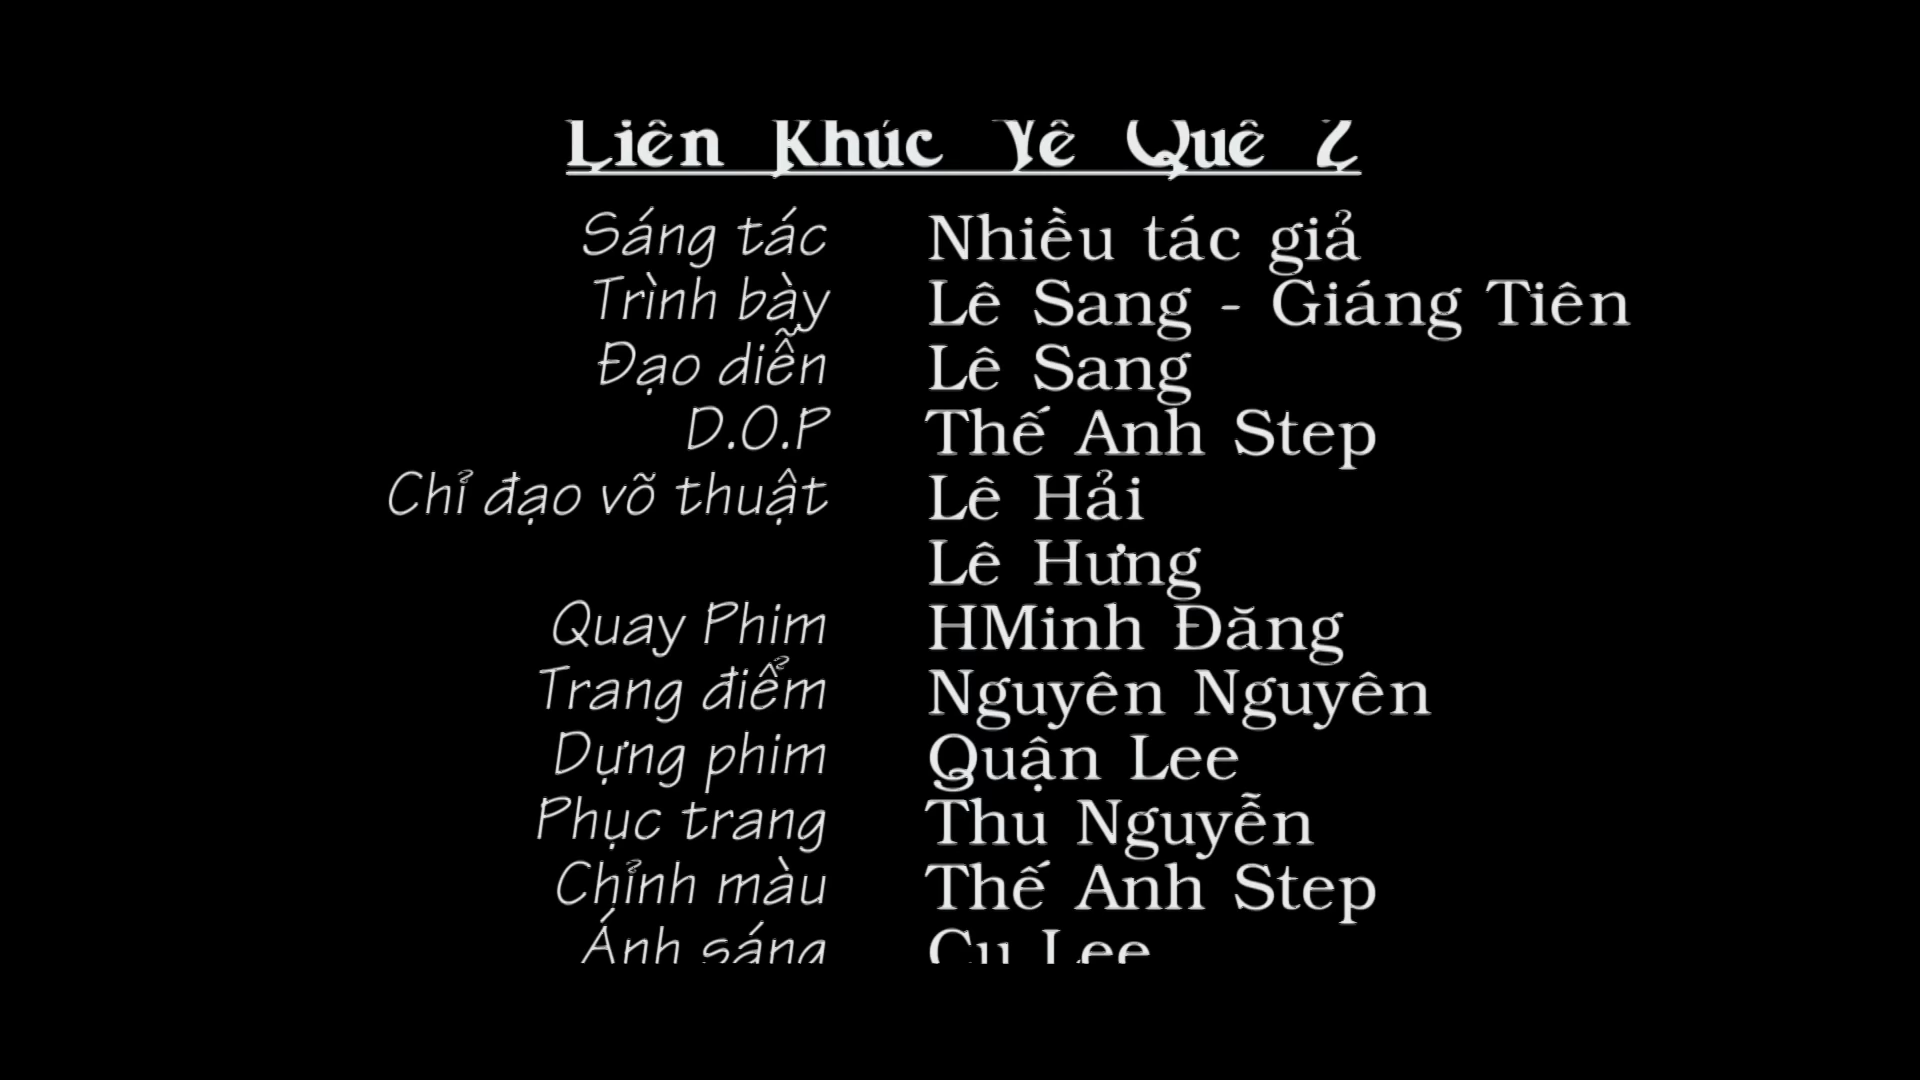 Liên Khúc Về Quê 2
Sáng tác Nhiều tác giả
Trình bày Lê Sang - Giáng Tiên
Đạo diễn Lê Sang
D.O.P Thế Anh Step
Chỉ đạo võ thuật Lê Hải
Lê Hưng
Quay Phim HMinh Đăng
Trang điểm Nguyên Nguyên
Dựng phim Quận Lee
Phục trang Thu Nguyễn
Chỉnh màu Thế Anh Step
Ánh sáng Cu Lee